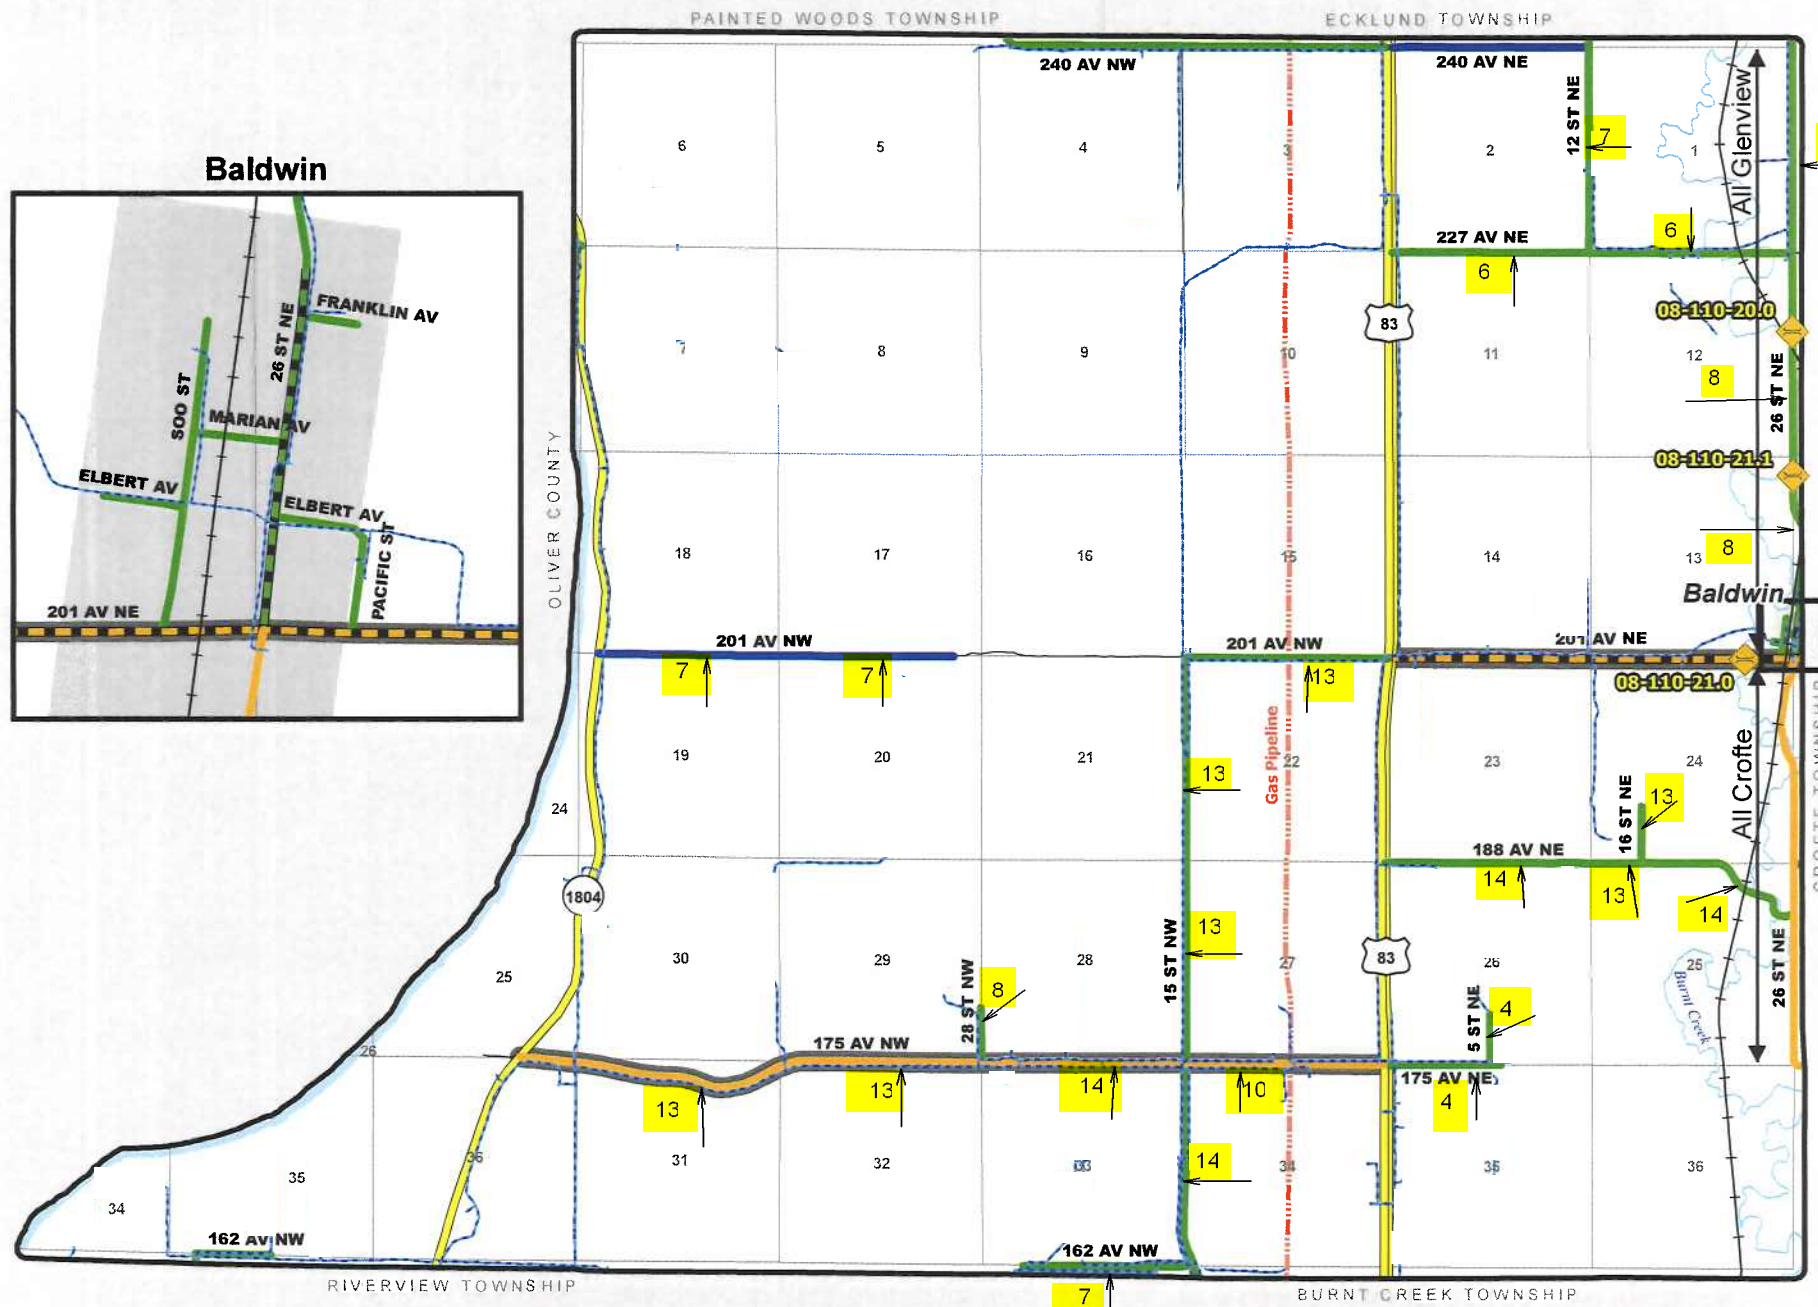 PAINTED WOODS TOWNSHIP
ECKLUND TOWNSHIP
240 AV NW
240 AV NE
12 ST NE
7
All Glenview
6
5
4
3
2
1
Baldwin
227 AV NE
6
6
FRANKLIN AV
26 ST NE
SOO ST
MARIAN AV
ELBERT AV
ELBERT AV
PACIFIC ST
201 AV NE
83
08-110-20.0
7
8
9
10
11
12
8
26 ST NE
08-110-21.1
OLIVER COUNTY
18
17
16
15
14
13
8
Baldwin
201 AV NW
201 AV NW
201 AV NE
7
7
13
08-110-21.0
19
20
21
22
23
24
Gas Pipeline
13
16 ST NE
13
All Crofte
24
188 AV NE
14
13
14
1804
15 ST NW
13
83
25
30
29
28
27
26
25
28 ST NW
8
5 ST NE
4
Burnt Creek
26 ST NE
26
175 AV NW
175 AV NE
13
13
14
10
4
36
31
32
33
34
35
36
14
35
34
162 AV NW
162 AV NW
7
RIVERVIEW TOWNSHIP
BURNT CREEK TOWNSHIP